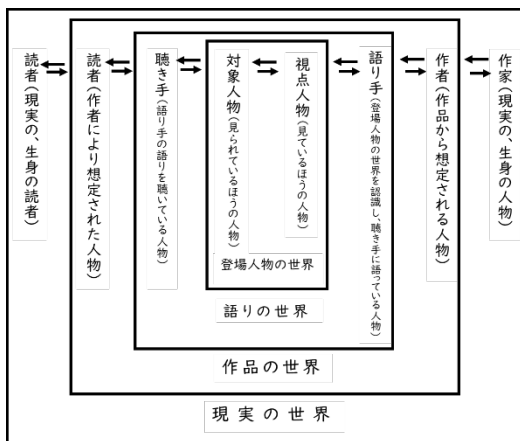 作家（現実の、生身の人物）
作者（作品から想定される人物）
語り手（登場人物の世界を認識し、聴き手に語っている人物）
視点人物（見ているほうの人物）
対象人物（見られているほうの人物）
聴き手（語り手の語りを聴いている人物）
読者（作者により想定された人物）
読者（現実の、生身の読者）
登場人物の世界
語りの世界
作品の世界
現実の世界